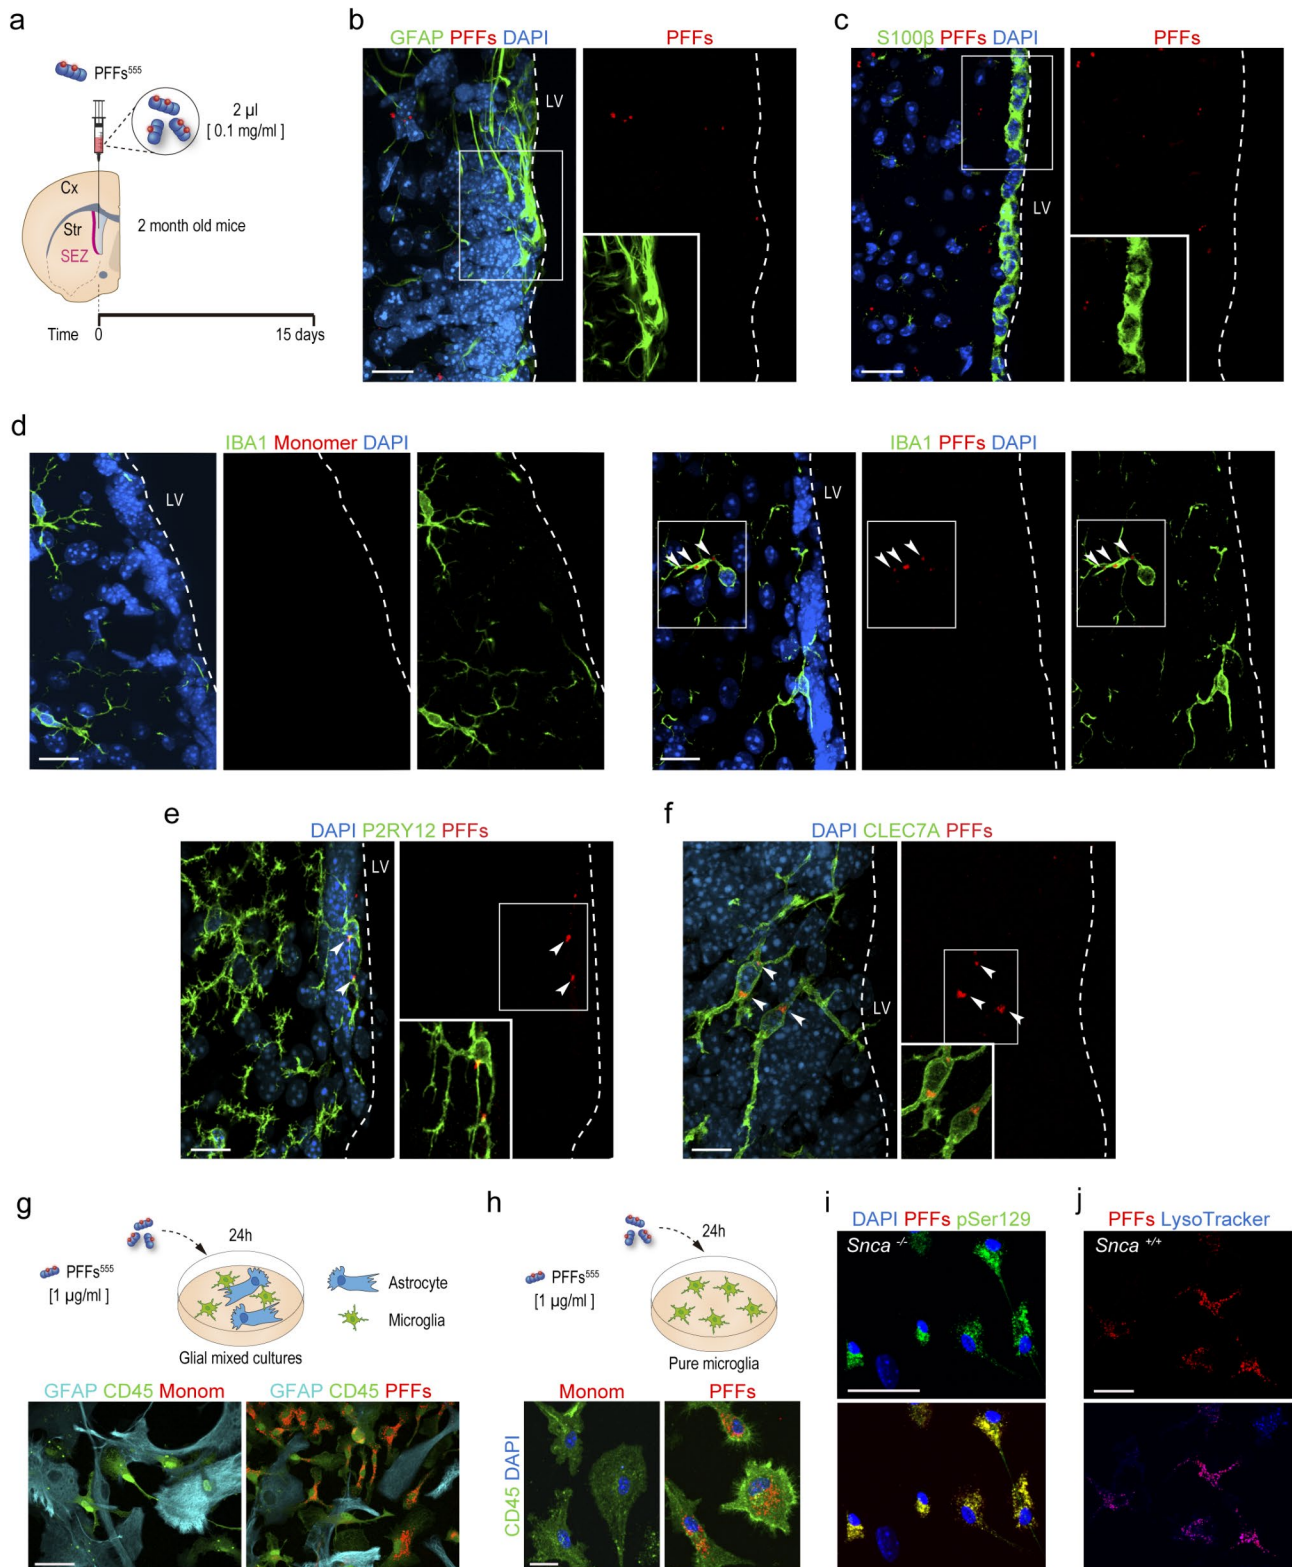 a
PFFs⁵⁵⁵
2 µl
[ 0.1 mg/ml ]
Cx
Str
SEZ
2 month old mice
Time 0 15 days
b
GFAP PFFs DAPI PFFs
LV
c
S100β PFFs DAPI PFFs
LV
d
IBA1 Monomer DAPI
LV
IBA1 PFFs DAPI
LV
e
DAPI P2RY12 PFFs
LV
f
DAPI CLEC7A PFFs
LV
g
24h
PFFs⁵⁵⁵
[1 µg/ml ]
Astrocyte
Microglia
Glial mixed cultures
GFAP CD45 Monom GFAP CD45 PFFs
h
24h
PFFs⁵⁵⁵
[1 µg/ml ]
Pure microglia
Monom PFFs
CD45 DAPI
i
DAPI PFFs pSer129
Snca -/-
j
PFFs LysoTracker
Snca +/+